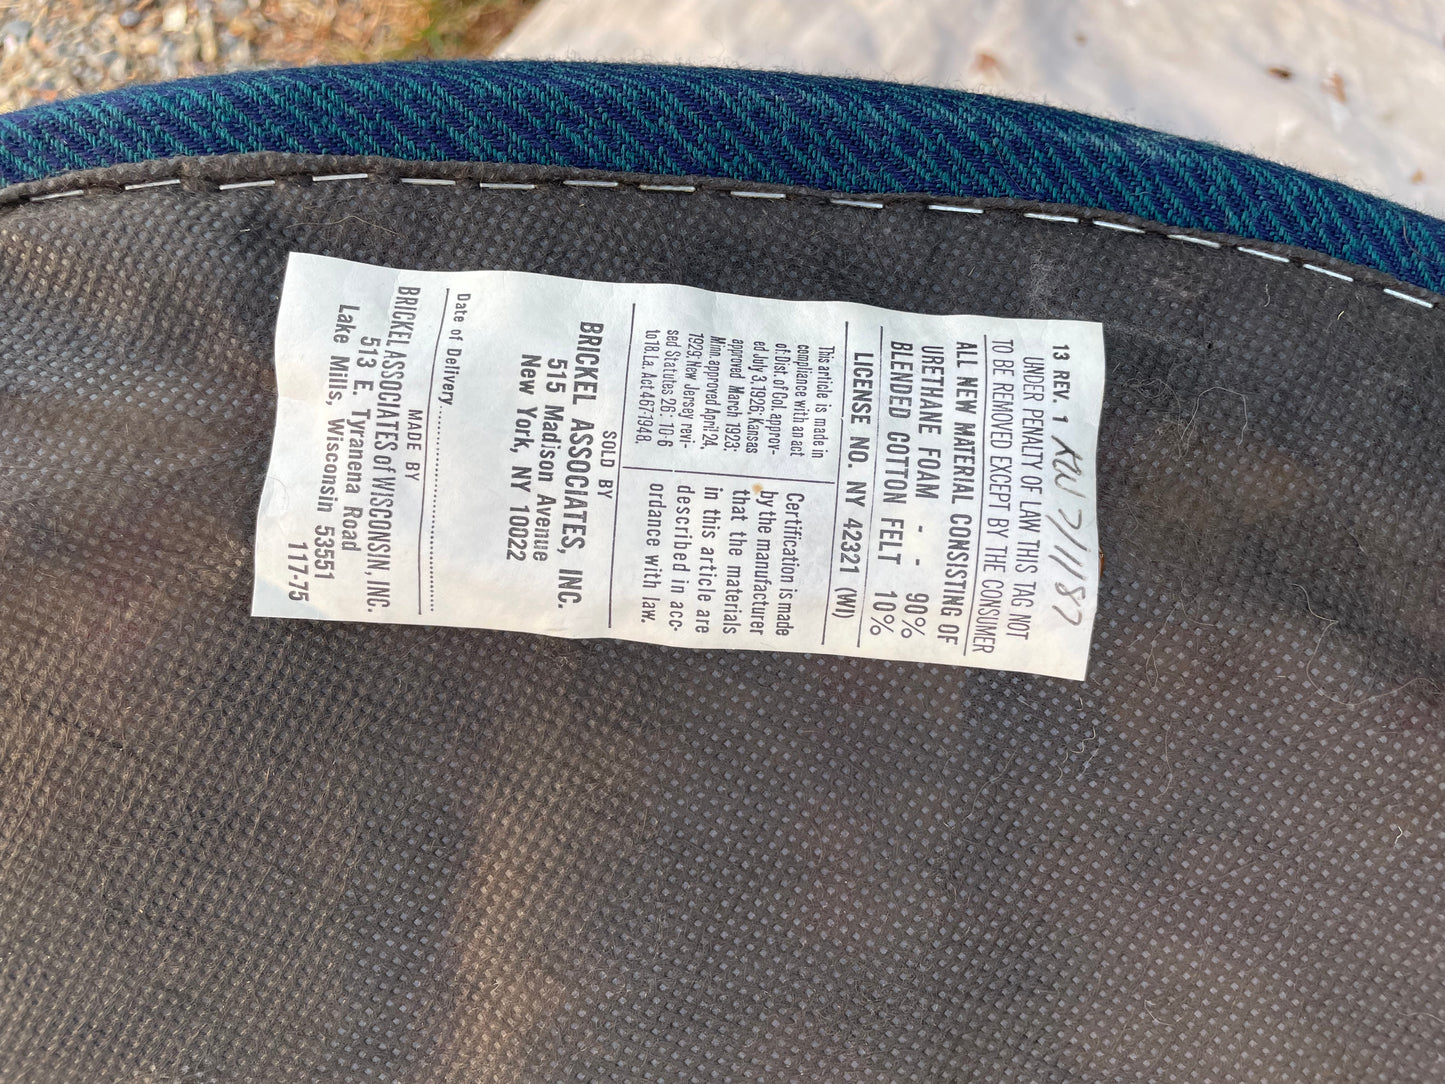 13 REV. 1 7/1/87
UNDER PENALTY OF LAW THIS TAG NOT
TO BE REMOVED EXCEPT BY THE CONSUMER
ALL NEW MATERIAL CONSISTING OF
URETHANE FOAM - - 90%
BLENDED COTTON FELT 10%
LICENSE NO. NY 42321 (WI)
This article is made in
compliance with an act
of Dist. of Col. approv-
ed July 3, 1926; Kansas
approved March 1923;
Minn. approved April 24,
1929; New Jersey revi-
sed Statutes 26: 10-6
to 18. La. Act 467-1948.
Certification is made
by the manufacturer
that the materials
in this article are
described in acc-
ordance with law.
SOLD BY
BRICKEL ASSOCIATES, INC.
515 Madison Avenue
New York, NY 10022
Date of Delivery........................................
MADE BY
BRICKEL ASSOCIATES of WISCONSIN, INC.
513 E. Tyranena Road
Lake Mills, Wisconsin 53551
117-75